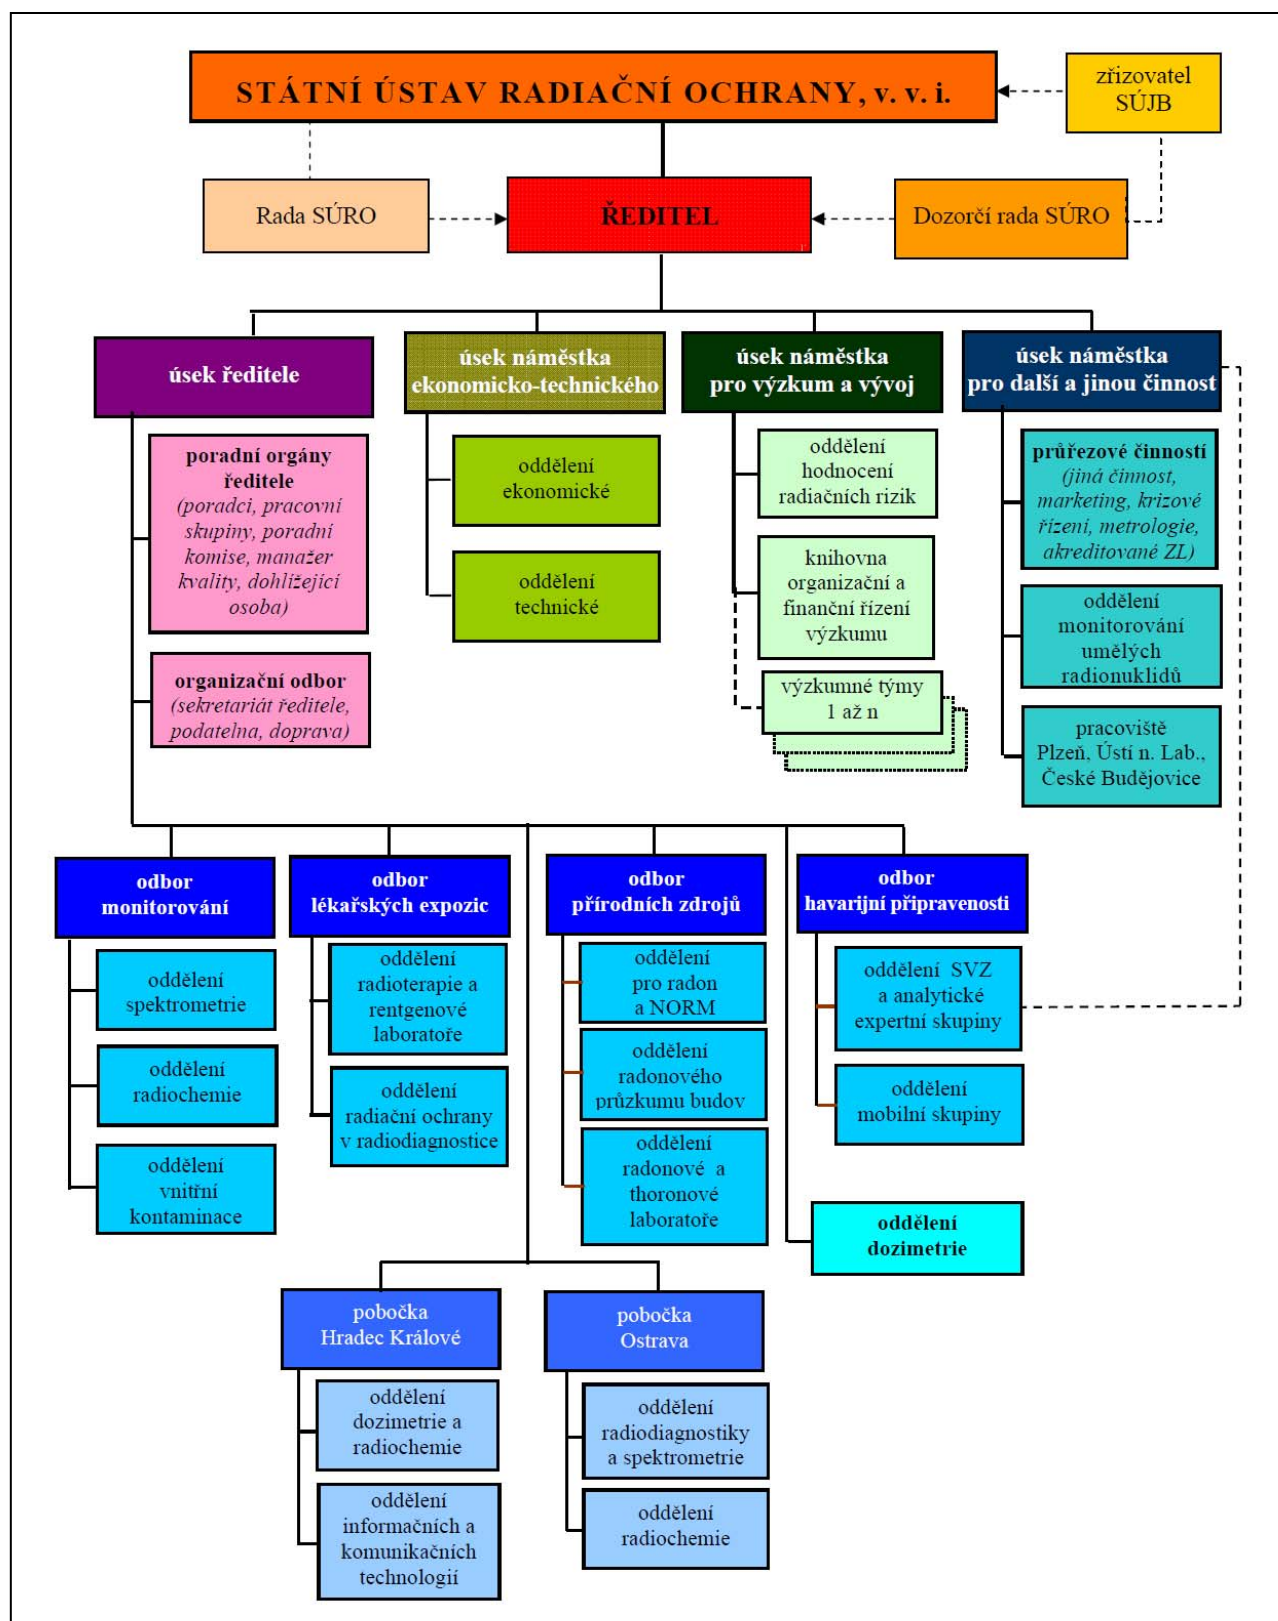 STÁTNÍ ÚSTAV RADIAČNÍ OCHRANY, v. v. i.
zřizovatel
SÚJB
Rada SÚRO
ŘEDITEL
Dozorčí rada SÚRO
úsek ředitele
úsek náměstka
ekonomicko-technického
úsek náměstka
pro výzkum a vývoj
úsek náměstka
pro další a jinou činnost
poradní orgány
ředitele
(poradci, pracovní
skupiny, poradní
komise, manažer
kvality, dohlížející
osoba)
organizační odbor
(sekretariát ředitele,
podatelna, doprava)
oddělení
ekonomické
oddělení
technické
oddělení
hodnocení
radiačních rizik
knihovna
organizační a
finanční řízení
výzkumu
výzkumné týmy
1 až n
průřezové činností
(jiná činnost,
marketing, krizové
řízení, metrologie,
akreditované ZL)
oddělení
monitorování
umělých
radionuklidů
pracoviště
Plzeň, Ústí n. Lab.,
České Budějovice
odbor
monitorování
odbor
lékařských expozic
odbor
přírodních zdrojů
odbor
havarijní připravenosti
oddělení
spektrometrie
oddělení
radiochemie
oddělení
vnitřní
kontaminace
oddělení
radioterapie a
rentgenové
laboratoře
oddělení
radiační ochrany
v radiodiagnostice
oddělení
pro radon
a NORM
oddělení
radonového
průzkumu budov
oddělení
radonové a
thoronové
laboratoře
oddělení SVZ
a analytické
expertní skupiny
oddělení
mobilní skupiny
oddělení
dozimetrie
pobočka
Hradec Králové
pobočka
Ostrava
oddělení
dozimetrie a
radiochemie
oddělení
informačních a
komunikačních
technologií
oddělení
radiodiagnostiky
a spektrometrie
oddělení
radiochemie